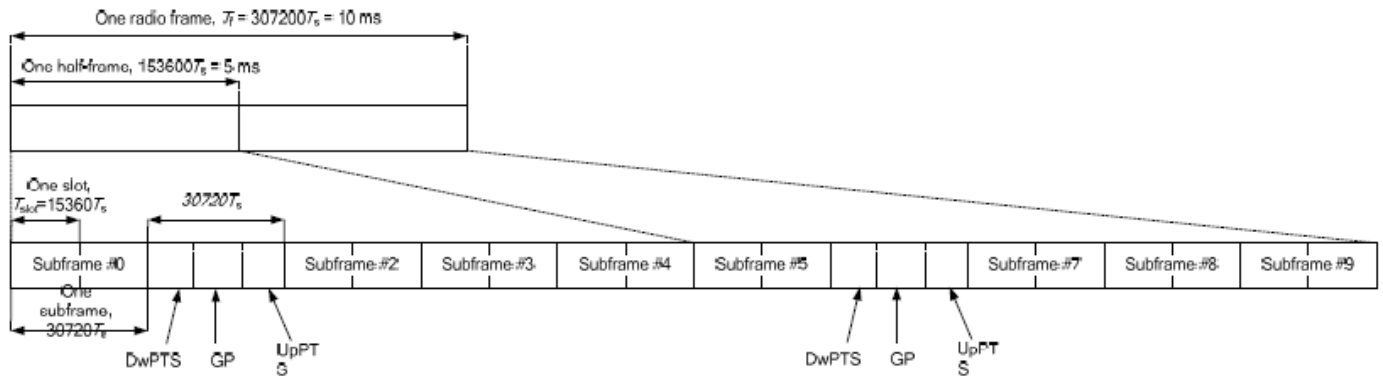 One radio frame, Tf = 307200Ts = 10 ms
One half-frame, 153600Ts = 5 ms
One slot,
Tslot=15360Ts
30720Ts
Subframe #0
Subframe #2
Subframe #3
Subframe #4
Subframe #5
Subframe #7
Subframe #8
Subframe #9
One
subframe,
30720Ts
DwPTS
GP
UpPT
S
DwPTS
GP
UpPT
S